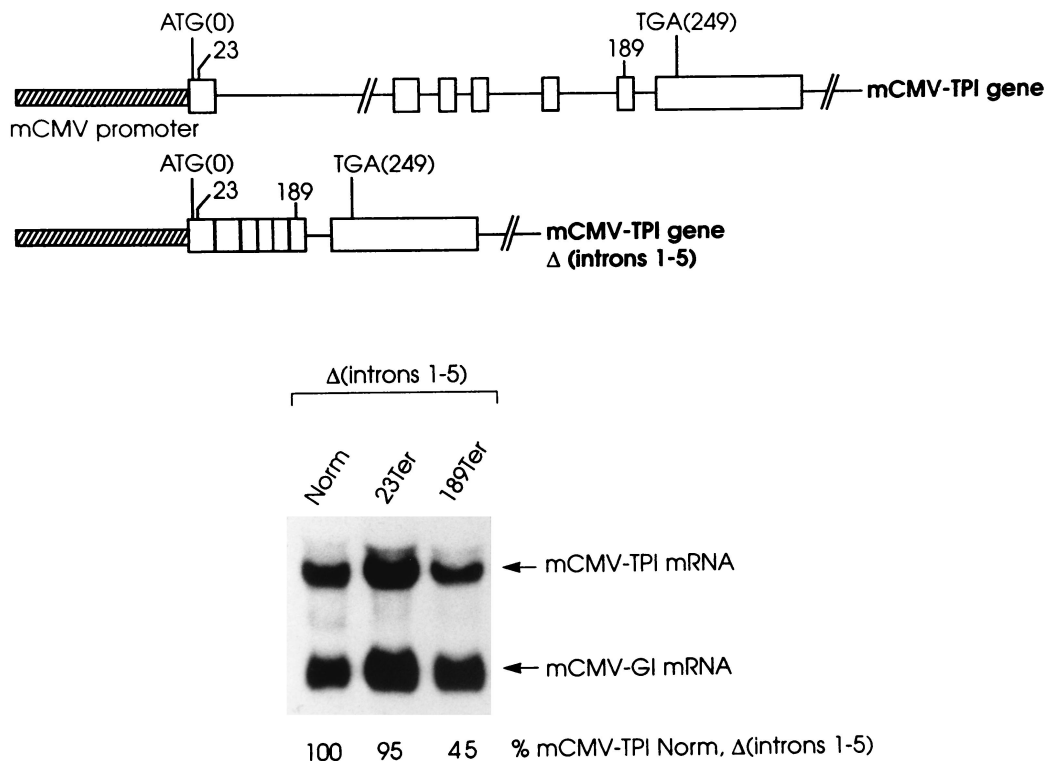 ATG(0)
23
189
TGA(249)
mCMV-TPI gene
mCMV promoter
ATG(0)
23
189
TGA(249)
mCMV-TPI gene
Δ (introns 1-5)
Δ(introns 1-5)
Norm
23Ter
189Ter
mCMV-TPI mRNA
mCMV-Gl mRNA
100 95 45 % mCMV-TPI Norm, Δ(introns 1-5)